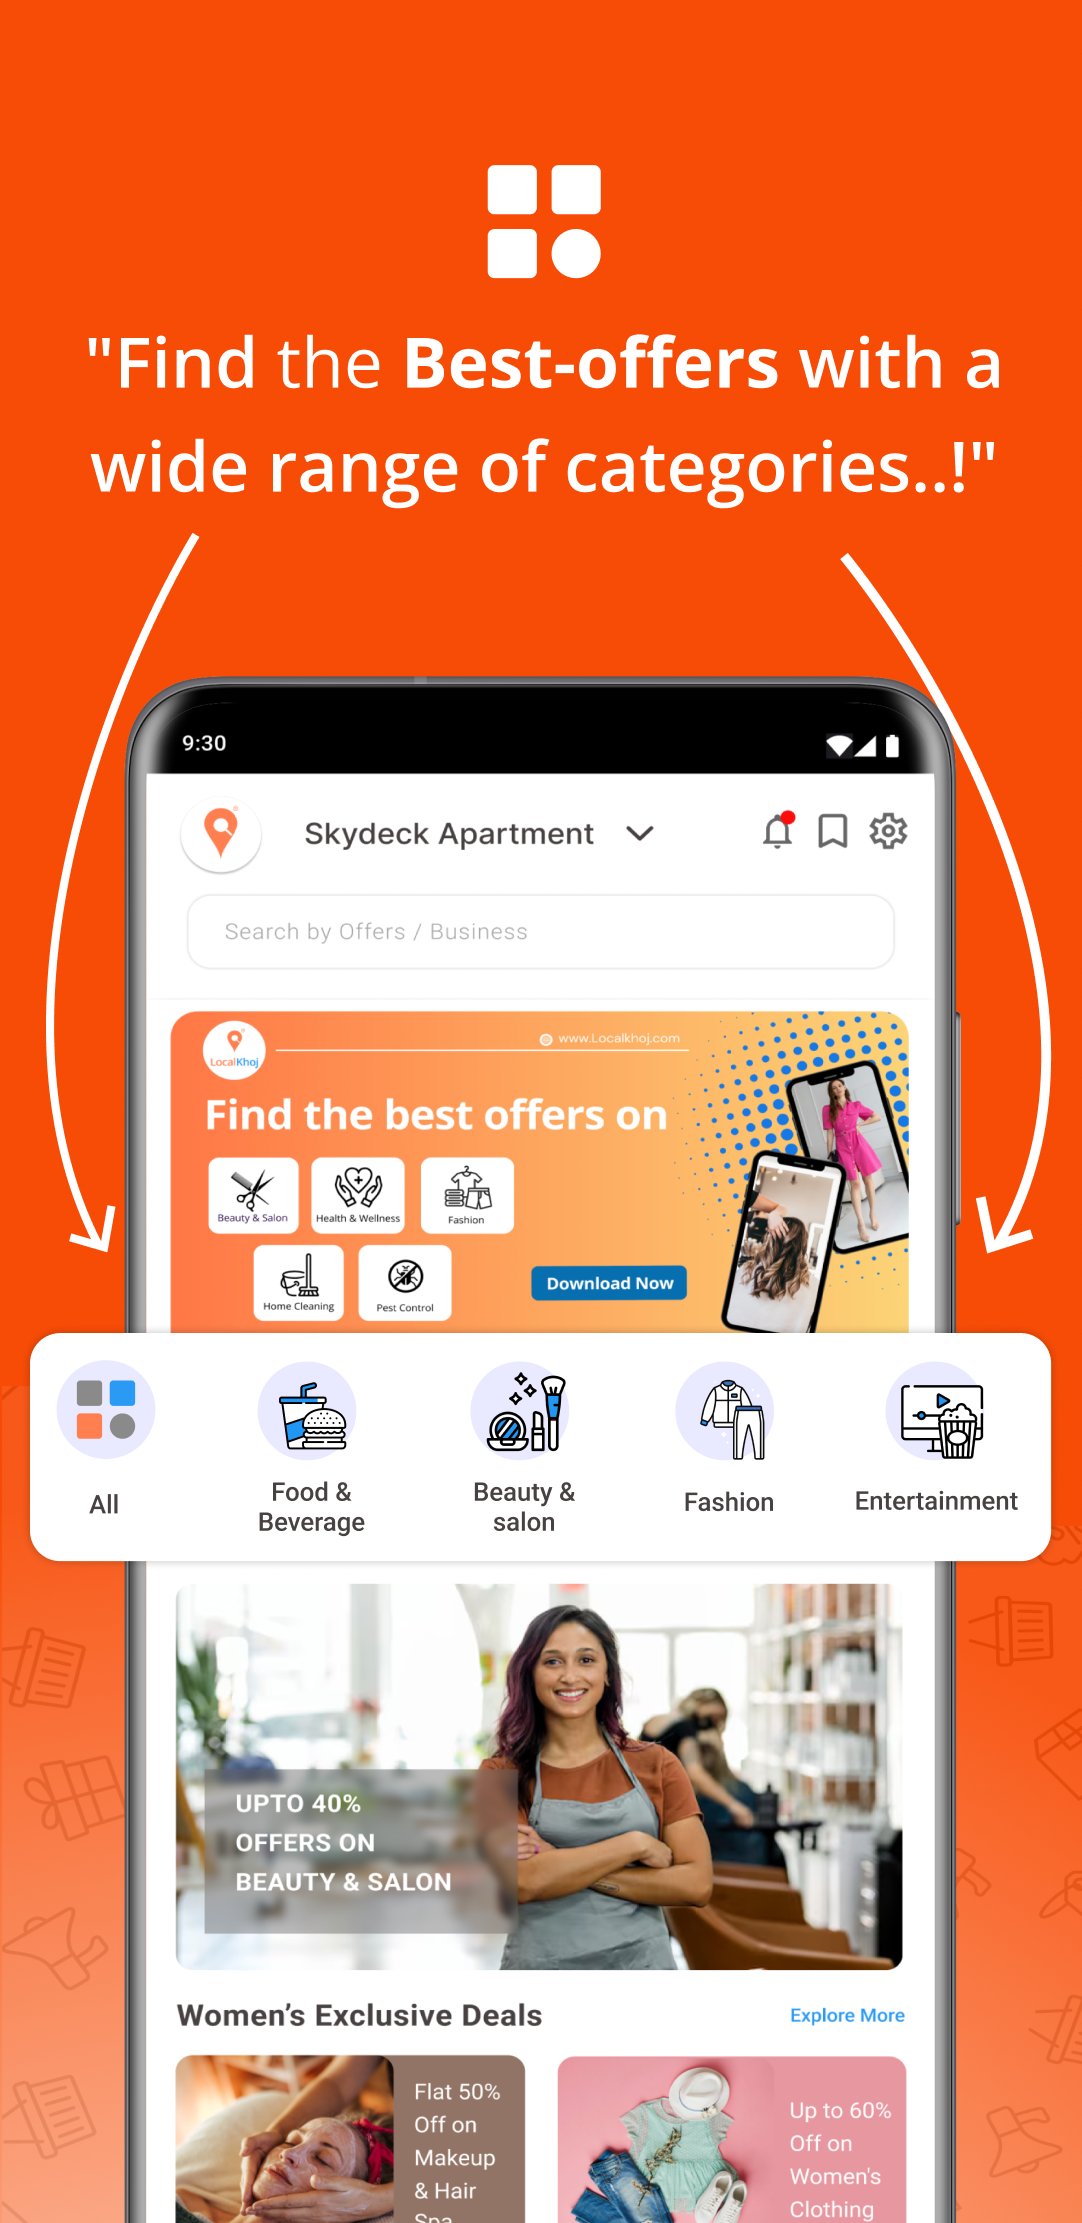 "Find the Best-offers with a
wide range of categories..!"
9:30
Skydeck Apartment
Search by Offers / Business
LocalKhoj
www.Localkhoj.com
Find the best offers on
Beauty & Salon
Health & Wellness
Fashion
Home Cleaning
Pest Control
Download Now
All
Food &
Beverage
Beauty &
salon
Fashion
Entertainment
UPTO 40%
OFFERS ON
BEAUTY & SALON
Women's Exclusive Deals
Explore More
Flat 50%
Off on
Makeup
& Hair
Spa
Up to 60%
Off on
Women's
Clothing